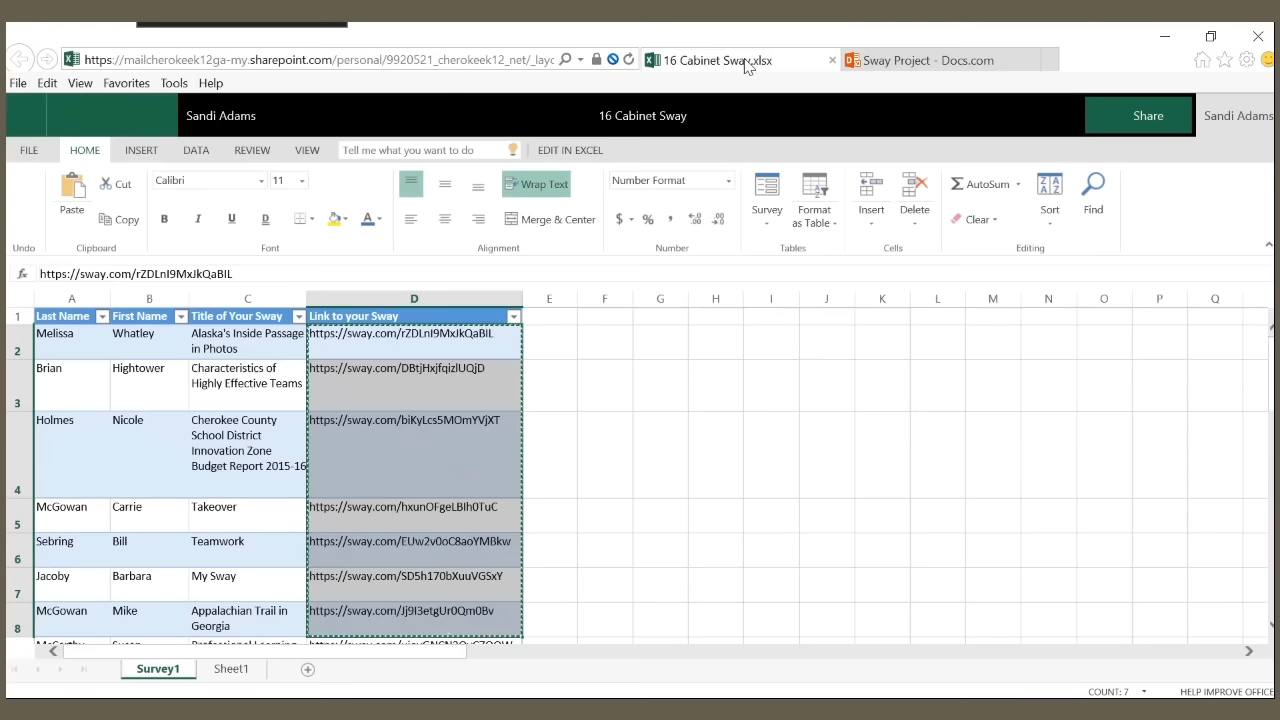 https://mailcherokeek12ga-my.sharepoint.com/personal/9920521_cherokeek12_net/_layc
16 Cabinet Sway.xlsx
Sway Project - Docs.com
File Edit View Favorites Tools Help
Sandi Adams
16 Cabinet Sway
Share
Sandi Adams
FILE HOME INSERT DATA REVIEW VIEW Tell me what you want to do EDIT IN EXCEL
Paste
Cut
Copy
Calibri 11
B I U D
Wrap Text
Merge & Center
Number Format
$ %
Survey
Format
as Table
Insert
Delete
AutoSum
Clear
Sort
Find
Undo Clipboard Font Alignment Number Tables Cells Editing
fx https://sway.com/rZDLnI9MxJkQaBIL
A B C D E F G H I J K L M N O P Q
1 Last Name First Name Title of Your Sway Link to your Sway
2 Melissa Whatley Alaska's Inside Passage https://sway.com/rZDLnI9MxJkQaBIL
in Photos
3 Brian Hightower Characteristics of https://sway.com/DBtjHxjfqizlUQjD
Highly Effective Teams
4 Holmes Nicole Cherokee County https://sway.com/biKyLcs5MOmYVjXT
School District
Innovation Zone
Budget Report 2015-16
5 McGowan Carrie Takeover https://sway.com/hxunOFgeLBIh0TuC
6 Sebring Bill Teamwork https://sway.com/EUw2v0oC8aoYMBkw
7 Jacoby Barbara My Sway https://sway.com/SD5h170bXuuVGSxY
8 McGowan Mike Appalachian Trail in https://sway.com/Jj9I3etgUr0Qm0Bv
Georgia
Survey1 Sheet1
COUNT: 7 HELP IMPROVE OFFICE